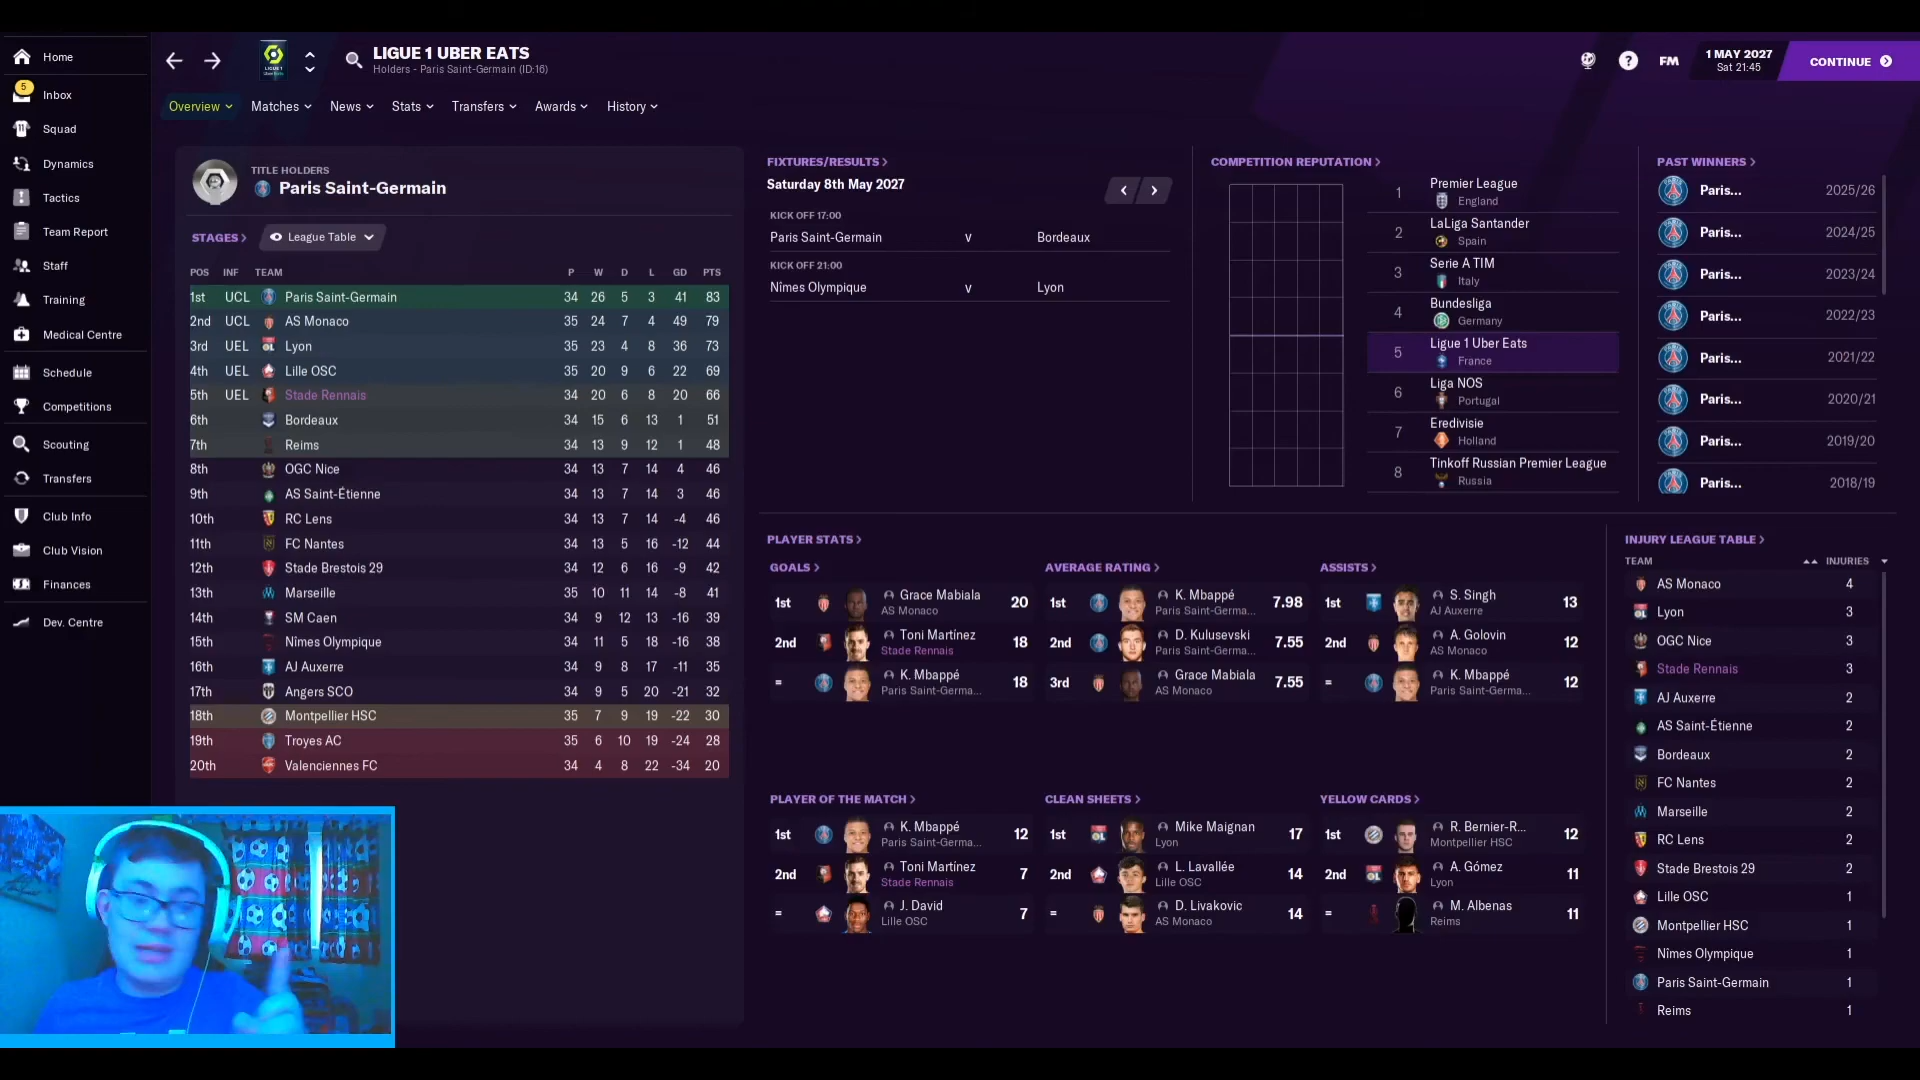 Home
5
Inbox
Squad
Dynamics
Tactics
Team Report
Staff
Training
Medical Centre
Schedule
Competitions
Scouting
Transfers
Club Info
Club Vision
Finances
Dev. Centre
LIGUE 1 UBER EATS
Holders - Paris Saint-Germain (ID:16)
? FM 1 MAY 2027
Sat 21:45
CONTINUE
Overview Matches News Stats Transfers Awards History
TITLE HOLDERS
Paris Saint-Germain
STAGES League Table
POS INF TEAM P W D L GD PTS
1st UCL Paris Saint-Germain 34 26 5 3 41 83
2nd UCL AS Monaco 35 24 7 4 49 79
3rd UEL Lyon 35 23 4 8 36 73
4th UEL Lille OSC 35 20 9 6 22 69
5th UEL Stade Rennais 34 20 6 8 20 66
6th Bordeaux 34 15 6 13 1 51
7th Reims 34 13 9 12 1 48
8th OGC Nice 34 13 7 14 4 46
9th AS Saint-Étienne 34 13 7 14 3 46
10th RC Lens 34 13 7 14 -4 46
11th FC Nantes 34 13 5 16 -12 44
12th Stade Brestois 29 34 12 6 16 -9 42
13th Marseille 35 10 11 14 -8 41
14th SM Caen 34 9 12 13 -16 39
15th Nîmes Olympique 34 11 5 18 -16 38
16th AJ Auxerre 34 9 8 17 -11 35
17th Angers SCO 34 9 5 20 -21 32
18th Montpellier HSC 35 7 9 19 -22 30
19th Troyes AC 35 6 10 19 -24 28
20th Valenciennes FC 34 4 8 22 -34 20
FIXTURES/RESULTS
Saturday 8th May 2027
KICK OFF 17:00
Paris Saint-Germain v Bordeaux
KICK OFF 21:00
Nîmes Olympique v Lyon
COMPETITION REPUTATION
1 Premier League
England
2 LaLiga Santander
Spain
3 Serie A TIM
Italy
4 Bundesliga
Germany
5 Ligue 1 Uber Eats
France
6 Liga NOS
Portugal
7 Eredivisie
Holland
8 Tinkoff Russian Premier League
Russia
PAST WINNERS
Paris... 2025/26
Paris... 2024/25
Paris... 2023/24
Paris... 2022/23
Paris... 2021/22
Paris... 2020/21
Paris... 2019/20
Paris... 2018/19
PLAYER STATS
GOALS
1st Grace Mabiala 20
AS Monaco
2nd Toni Martínez 18
Stade Rennais
= K. Mbappé 18
Paris Saint-Germa...
AVERAGE RATING
1st K. Mbappé 7.98
Paris Saint-Germa...
2nd D. Kulusevski 7.55
Paris Saint-Germa...
3rd Grace Mabiala 7.55
AS Monaco
ASSISTS
1st S. Singh 13
AJ Auxerre
2nd A. Golovin 12
AS Monaco
= K. Mbappé 12
Paris Saint-Germa...
PLAYER OF THE MATCH
1st K. Mbappé 12
Paris Saint-Germa...
2nd Toni Martínez 7
Stade Rennais
= J. David 7
Lille OSC
CLEAN SHEETS
1st Mike Maignan 17
Lyon
2nd L. Lavallée 14
Lille OSC
= D. Livakovic 14
AS Monaco
YELLOW CARDS
1st R. Bernier-R... 12
Montpellier HSC
2nd A. Gómez 11
Lyon
= M. Albenas 11
Reims
INJURY LEAGUE TABLE
TEAM INJURIES
AS Monaco 4
Lyon 3
OGC Nice 3
Stade Rennais 3
AJ Auxerre 2
AS Saint-Étienne 2
Bordeaux 2
FC Nantes 2
Marseille 2
RC Lens 2
Stade Brestois 29 2
Lille OSC 1
Montpellier HSC 1
Nîmes Olympique 1
Paris Saint-Germain 1
Reims 1